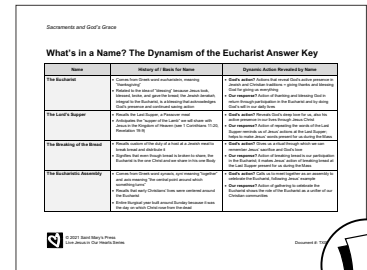 Sacraments and God's Grace
What's in a Name? The Dynamism of the Eucharist Answer Key
Name
History of / Basis for Name
Dynamic Action Revealed by Name
The Eucharist
• Comes from Greek word eucharistein, meaning
"thanksgiving"
• Related to the idea of "blessing" because Jesus took,
blessed, broke, and gave the bread; the Jewish berakah,
integral to the Eucharist, is a blessing that acknowledges
God's presence and continued saving action
• God's action? Actions that reveal God's active presence in
Jewish and Christian traditions = giving thanks and blessing
God for giving us everything
• Our response? Action of thanking and blessing God in
return through participation in the Eucharist and by doing
God's will in our daily lives
The Lord's Supper
• Recalls the Last Supper, a Passover Meal
• Anticipates the "supper of the Lamb" we will share with
Jesus in the Kingdom of Heaven (see 1 Corinthians 11:20,
Revelation 19:9)
• God's action? Reveals God's deep love for us, also his
active presence in our lives through Jesus Christ
• Our response? Action of repeating the words of the Last
Supper reminds us of Jesus' actions at the Last Supper;
helps to make Jesus' words present for us during the Mass
The Breaking of the Bread
• Recalls custom of the duty of a host at a Jewish meal to
break bread and distribute it
• Signifies that even though bread is broken to share, the
Eucharist is the one Christ and we share in his one Body
• God's action? Gives us a ritual through which we can
remember Jesus' sacrifice and God's love
• Our response? Action of breaking bread is our participation
in the Eucharist; it makes Jesus' action of breaking bread at
the Last Supper present for us during the Mass
The Eucharistic Assembly
• Comes from Greek word synaxis, syn meaning "together"
and axis meaning "the central point around which
something turns"
• Recalls that early Christians' lives were centered around
the Eucharist
• Entire liturgical year built around Sunday because it was
the day on which Christ rose from the dead
• God's action? Calls us to meet together as an assembly to
celebrate the Eucharist, following Jesus' example
• Our response? Action of gathering to celebrate the
Eucharist shows the role of the Eucharist as a unifier of our
Christian communities
© 2021 Saint Mary's Press
Live Jesus in Our Hearts Series
Document #: